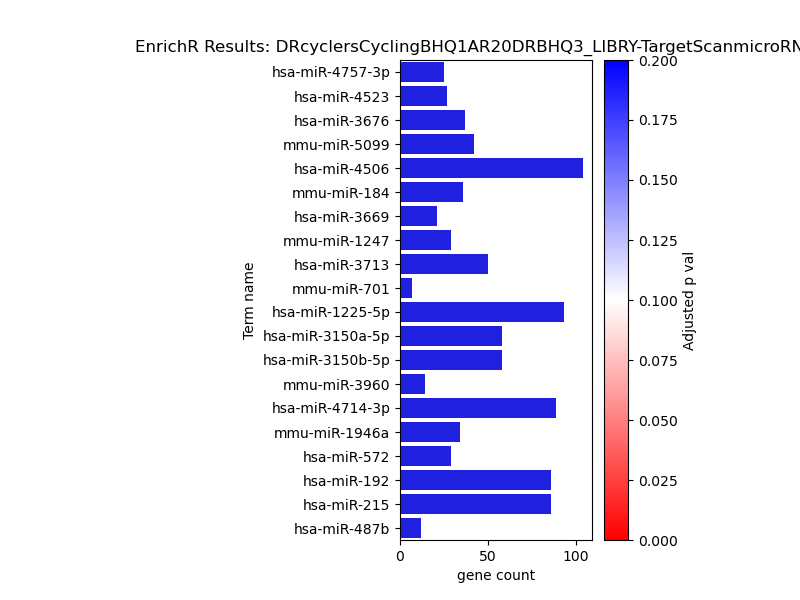 EnrichR Results: DRcyclersCyclingBHQ1AR20DRBHQ3_LIBRY-TargetScanmicroRN
hsa-miR-4757-3p
hsa-miR-4523
hsa-miR-3676
mmu-miR-5099
hsa-miR-4506
mmu-miR-184
hsa-miR-3669
mmu-miR-1247
hsa-miR-3713
mmu-miR-701
hsa-miR-1225-5p
hsa-miR-3150a-5p
hsa-miR-3150b-5p
mmu-miR-3960
hsa-miR-4714-3p
mmu-miR-1946a
hsa-miR-572
hsa-miR-192
hsa-miR-215
hsa-miR-487b
Term name
0 50 100
gene count
0.200
0.175
0.150
0.125
0.100
0.075
0.050
0.025
0.000
Adjusted p val